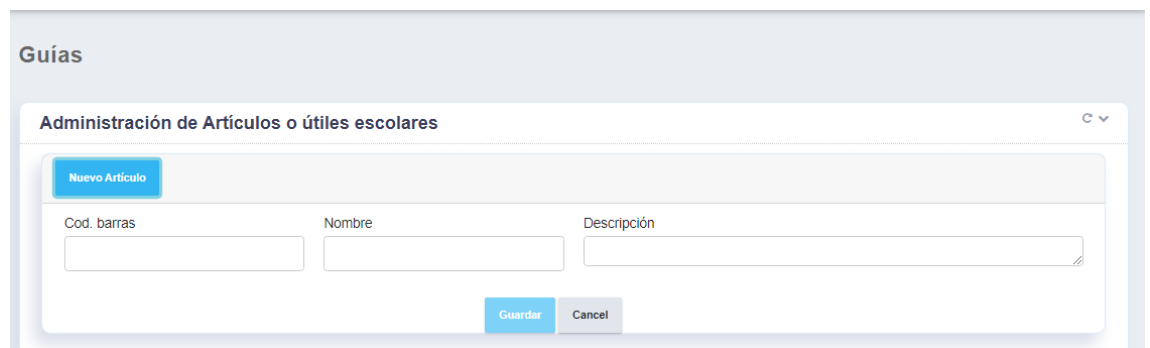 Guías
Administración de Artículos o útiles escolares
Nuevo Artículo
Cod. barras Nombre Descripción
Guardar Cancel